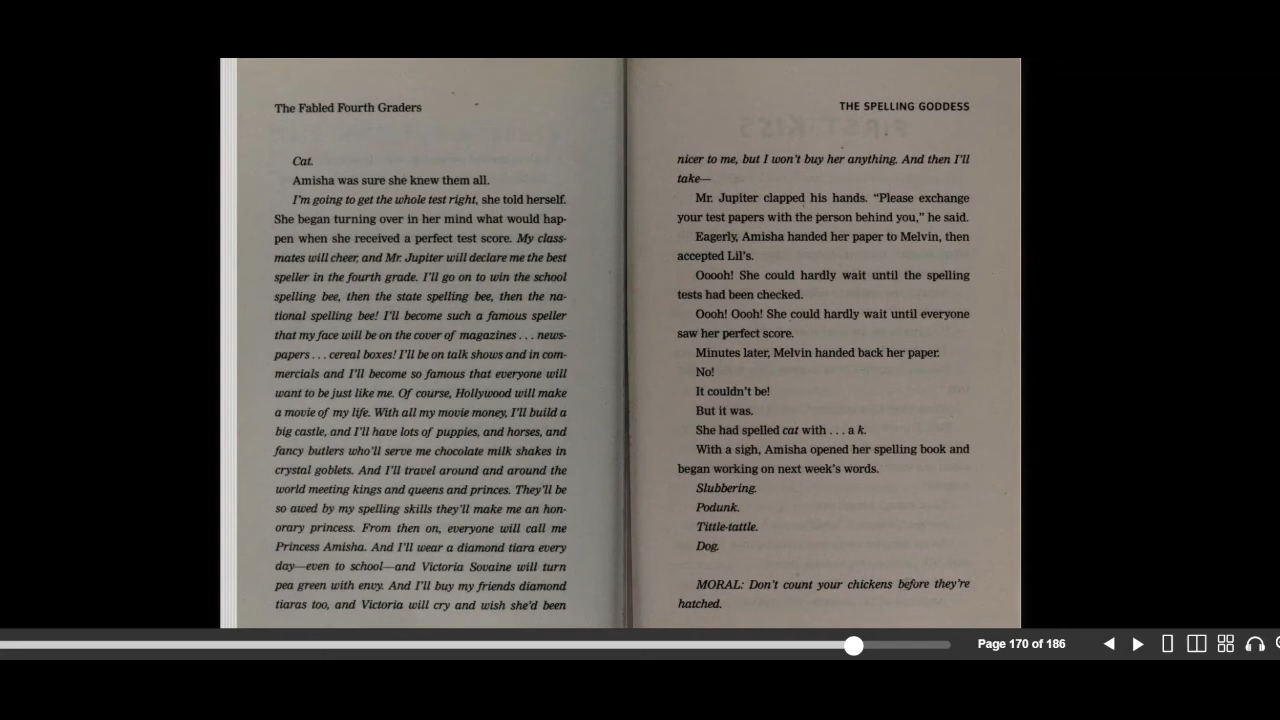 The Fabled Fourth Graders
Cat.
Amisha was sure she knew them all.
I'm going to get the whole test right, she told herself.
She began turning over in her mind what would hap-
pen when she received a perfect test score. My class-
mates will cheer, and Mr. Jupiter will declare me the best
speller in the fourth grade. I'll go on to win the school
spelling bee, then the state spelling bee, then the na-
tional spelling bee! I'll become such a famous speller
that my face will be on the cover of magazines . . . news-
papers . . . cereal boxes! I'll be on talk shows and in com-
mercials and I'll become so famous that everyone will
want to be just like me. Of course, Hollywood will make
a movie of my life. With all my movie money, I'll build a
big castle, and I'll have lots of puppies, and horses, and
fancy butlers who'll serve me chocolate milk shakes in
crystal goblets. And I'll travel around and around the
world meeting kings and queens and princes. They'll be
so awed by my spelling skills they'll make me an hon-
orary princess. From then on, everyone will call me
Princess Amisha. And I'll wear a diamond tiara every
day—even to school—and Victoria Sovaine will turn
pea green with envy. And I'll buy my friends diamond
tiaras too, and Victoria will cry and wish she'd been
THE SPELLING GODDESS
nicer to me, but I won't buy her anything. And then I'll
take—
Mr. Jupiter clapped his hands. “Please exchange
your test papers with the person behind you,” he said.
Eagerly, Amisha handed her paper to Melvin, then
accepted Lil's.
Ooooh! She could hardly wait until the spelling
tests had been checked.
Oooh! Oooh! She could hardly wait until everyone
saw her perfect score.
Minutes later, Melvin handed back her paper.
No!
It couldn't be!
But it was.
She had spelled cat with . . . a k.
With a sigh, Amisha opened her spelling book and
began working on next week's words.
Slubbering.
Podunk.
Tittle-tattle.
Dog.
MORAL: Don't count your chickens before they're
hatched.
Page 170 of 186